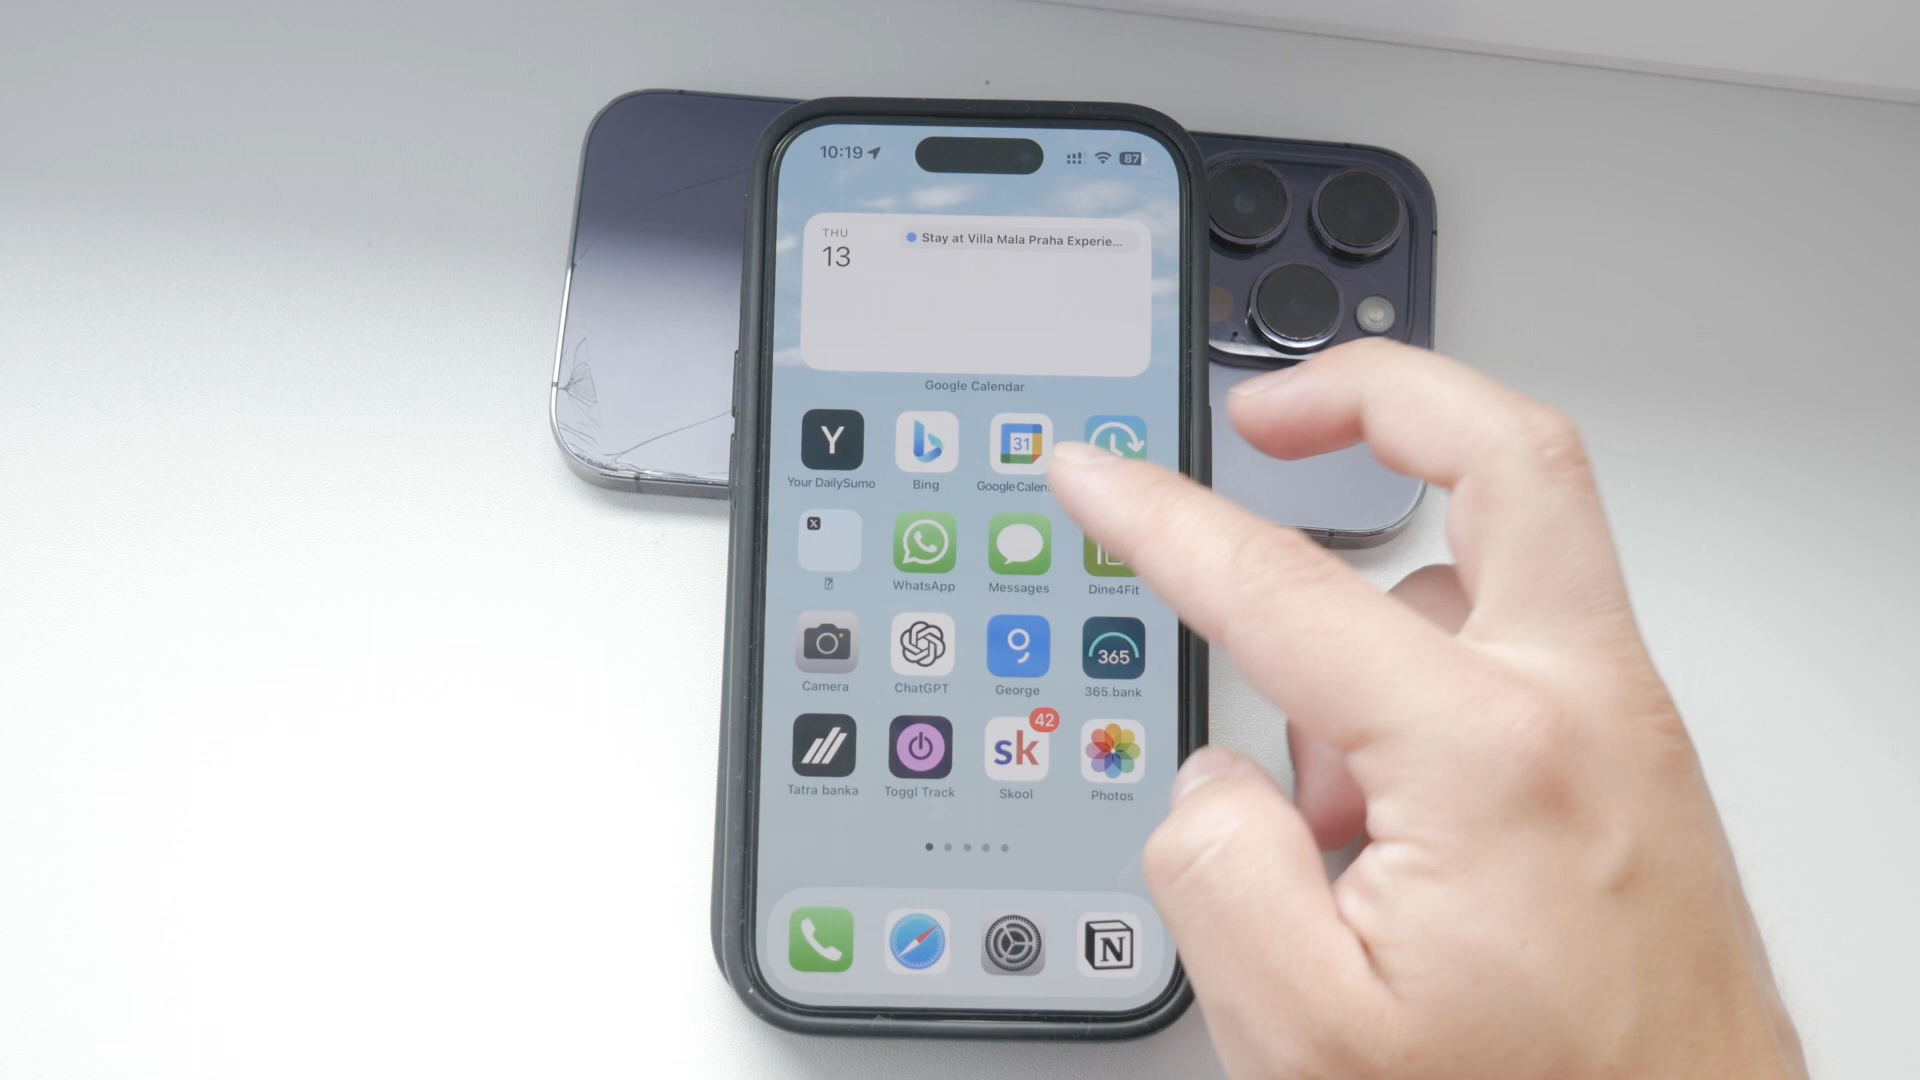 10:19
87
THU
13
Stay at Villa Mala Praha Experie...
Google Calendar
Y
31
Your DailySumo
Bing
Google Calen
X
WhatsApp
Messages
Dine4Fit
365
Camera
ChatGPT
George
365.bank
42
sk
Tatra banka
Toggl Track
Skool
Photos
N